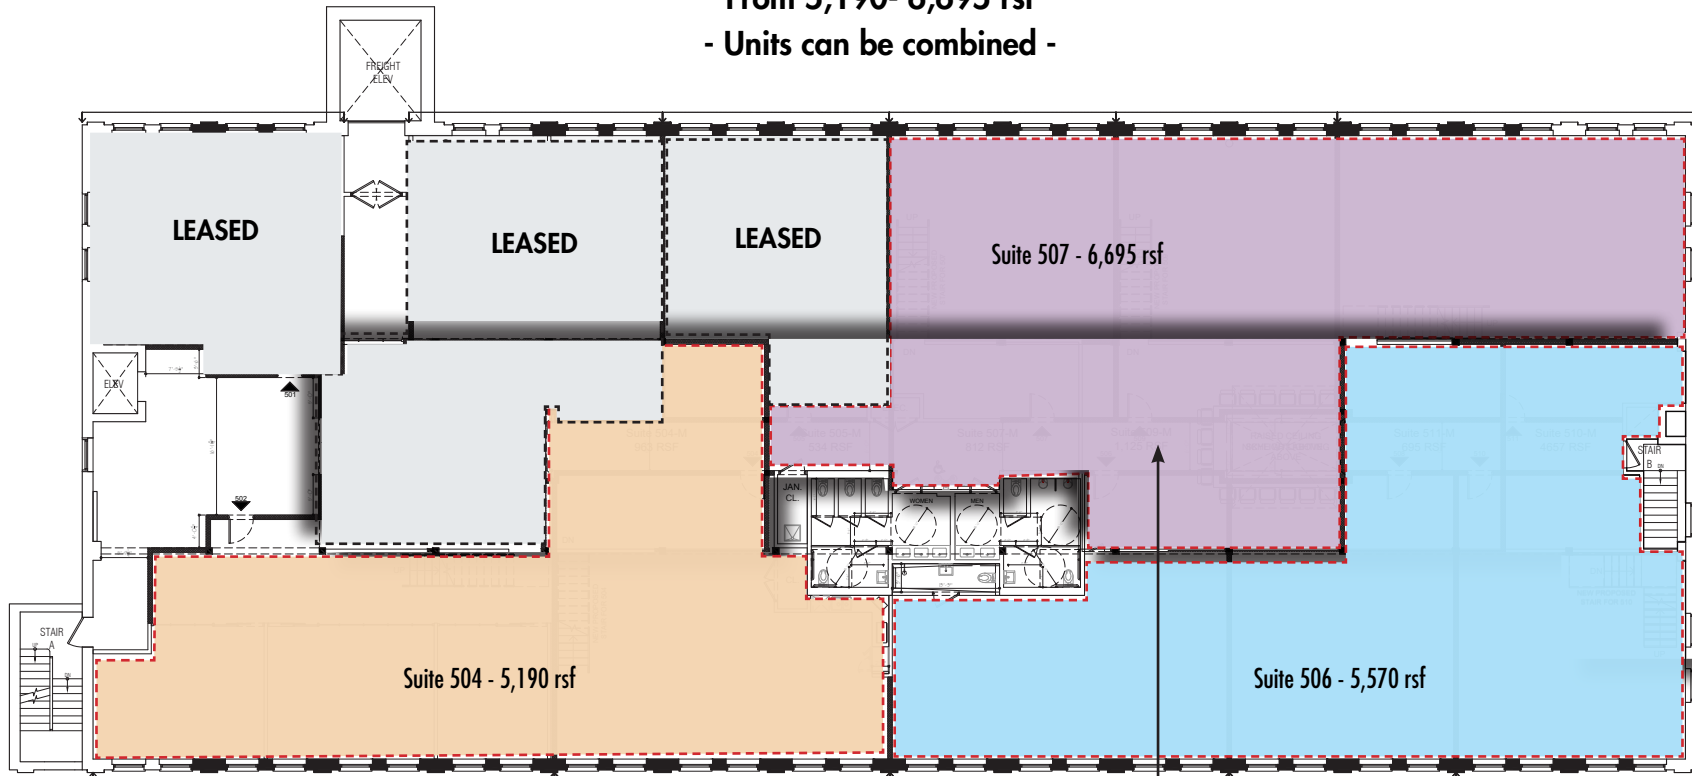 From 5,190- 6,695 rsf
- Units can be combined -
FREIGHT
ELEV
LEASED
LEASED
LEASED
Suite 507 - 6,695 rsf
ELEV
501
502
STAIR
B
DN
JAN.
CL.
WOMEN
MEN
STAIR
A
DN
Suite 504 - 5,190 rsf
Suite 506 - 5,570 rsf